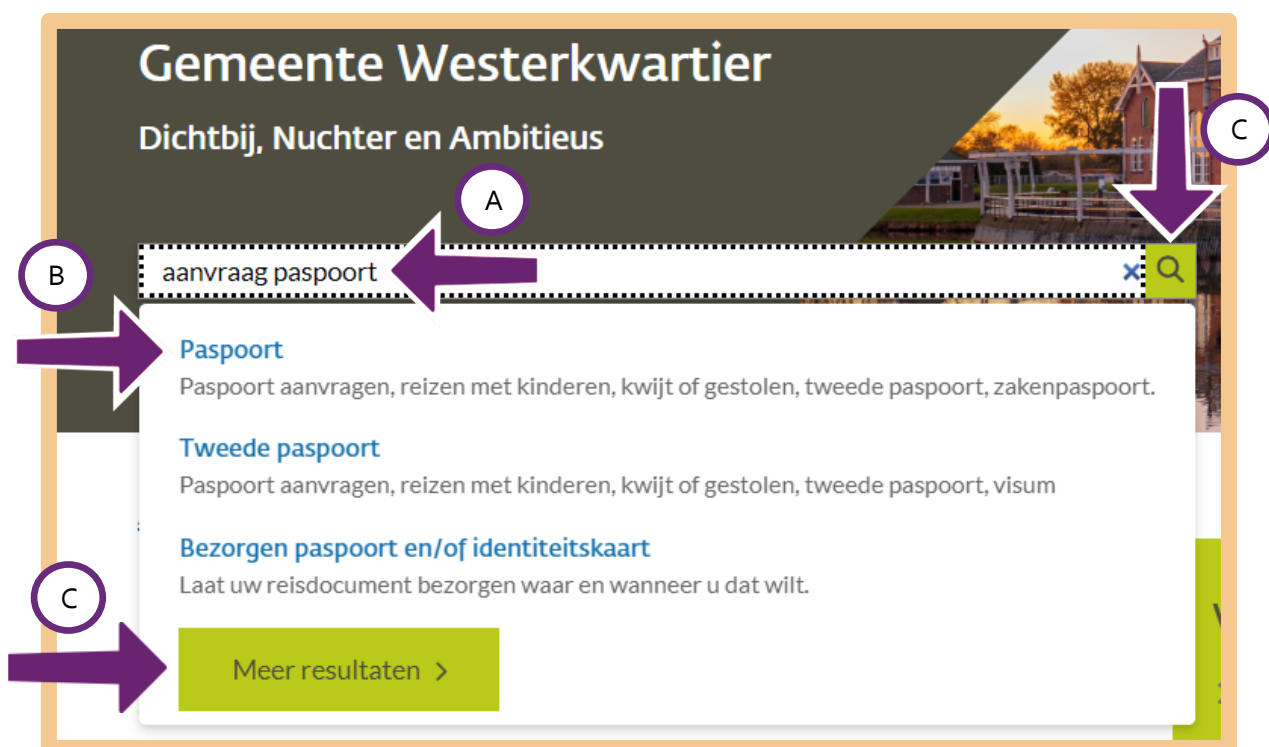 Gemeente Westerkwartier
Dichtbij, Nuchter en Ambitieus
C
A
B
aanvraag paspoort
Paspoort
Paspoort aanvragen, reizen met kinderen, kwijt of gestolen, tweede paspoort, zakenpaspoort.
Tweede paspoort
Paspoort aanvragen, reizen met kinderen, kwijt of gestolen, tweede paspoort, visum
Bezorgen paspoort en/of identiteitskaart
Laat uw reisdocument bezorgen waar en wanneer u dat wilt.
C
Meer resultaten >